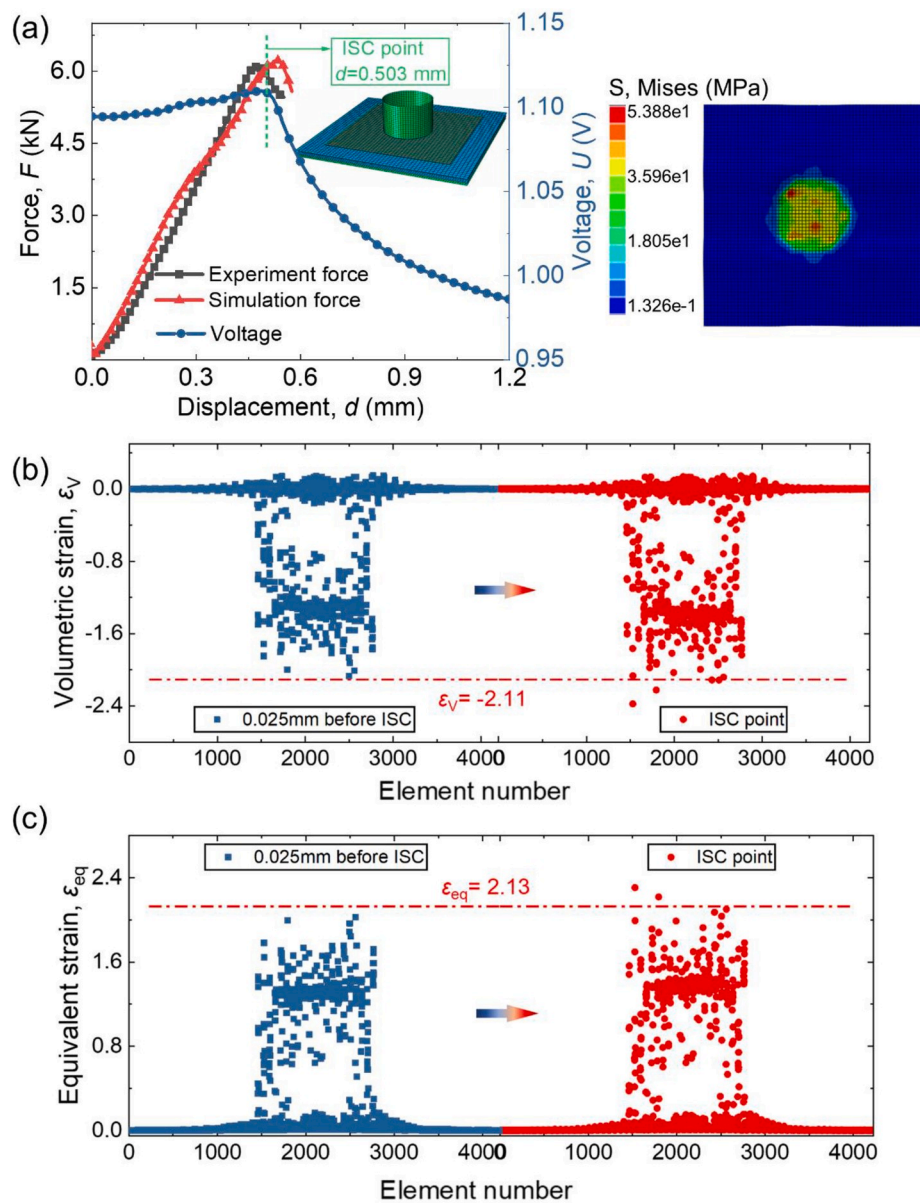 (a)
Force, F (kN)
6.0
4.5
3.0
1.5
0.0
0.3
0.6
0.9
1.2
Displacement, d (mm)
ISC point
d=0.503 mm
Experiment force
Simulation force
Voltage
1.15
1.10
1.05
1.00
0.95
Voltage, U (V)
S, Mises (MPa)
5.388e1
3.596e1
1.805e1
1.326e-1
(b)
Volumetric strain, εV
0.0
-0.8
-1.6
-2.4
εV= -2.11
0.025mm before ISC
ISC point
0 1000 2000 3000 4000 0 1000 2000 3000 4000
Element number
(c)
Equivalent strain, εeq
2.4
1.6
0.8
0.0
0.025mm before ISC
ISC point
εeq= 2.13
0 1000 2000 3000 4000 0 1000 2000 3000 4000
Element number